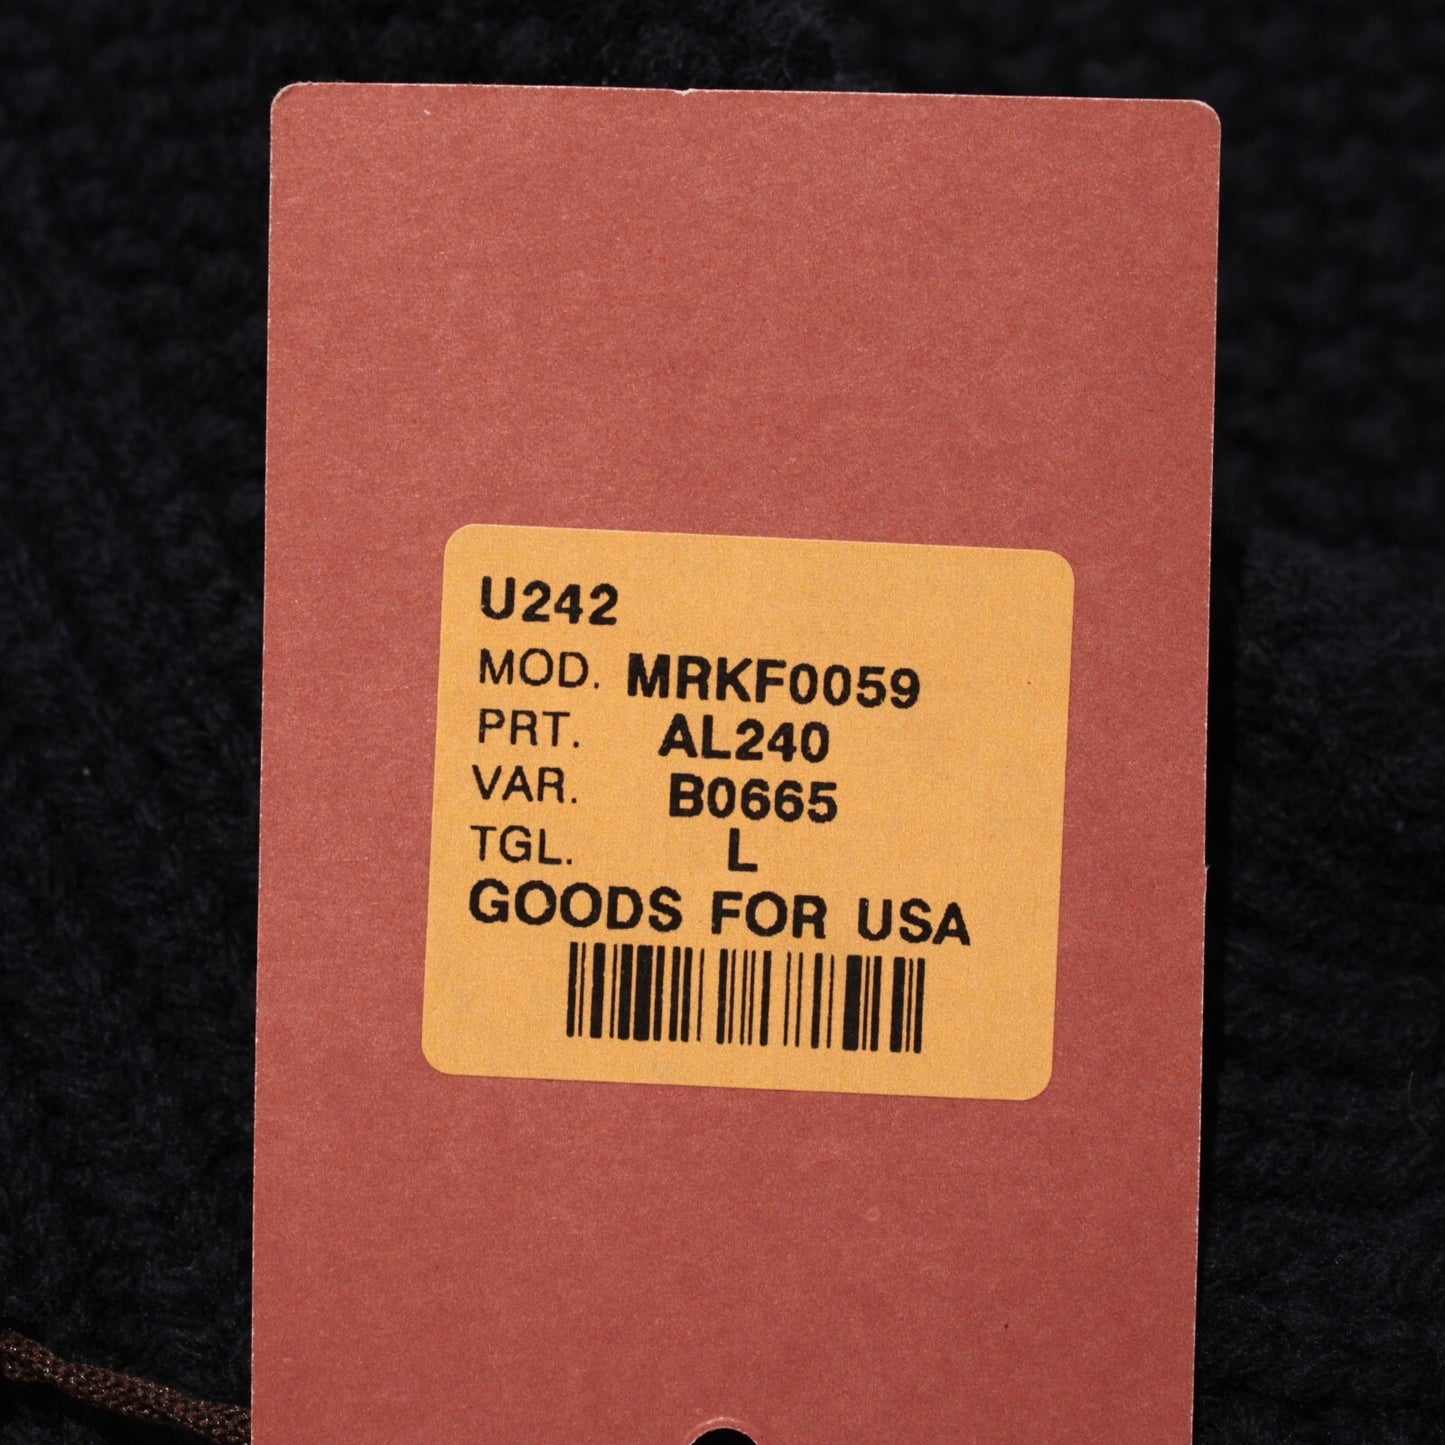 U242
MOD. MRKF0059
PRT. AL240
VAR. B0665
TGL. L
GOODS FOR USA